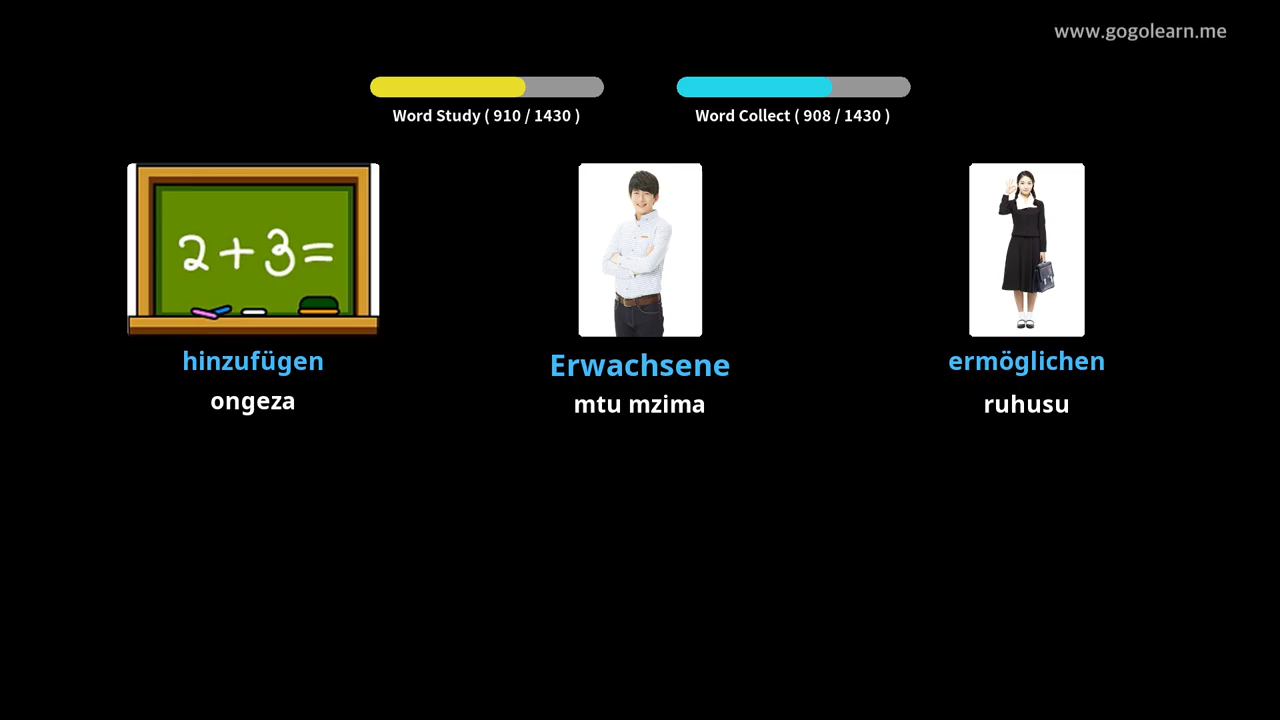 www.gogolearn.me
Word Study ( 910 / 1430 )
Word Collect ( 908 / 1430 )
2+3=
hinzufügen
ongeza
Erwachsene
mtu mzima
ermöglichen
ruhusu